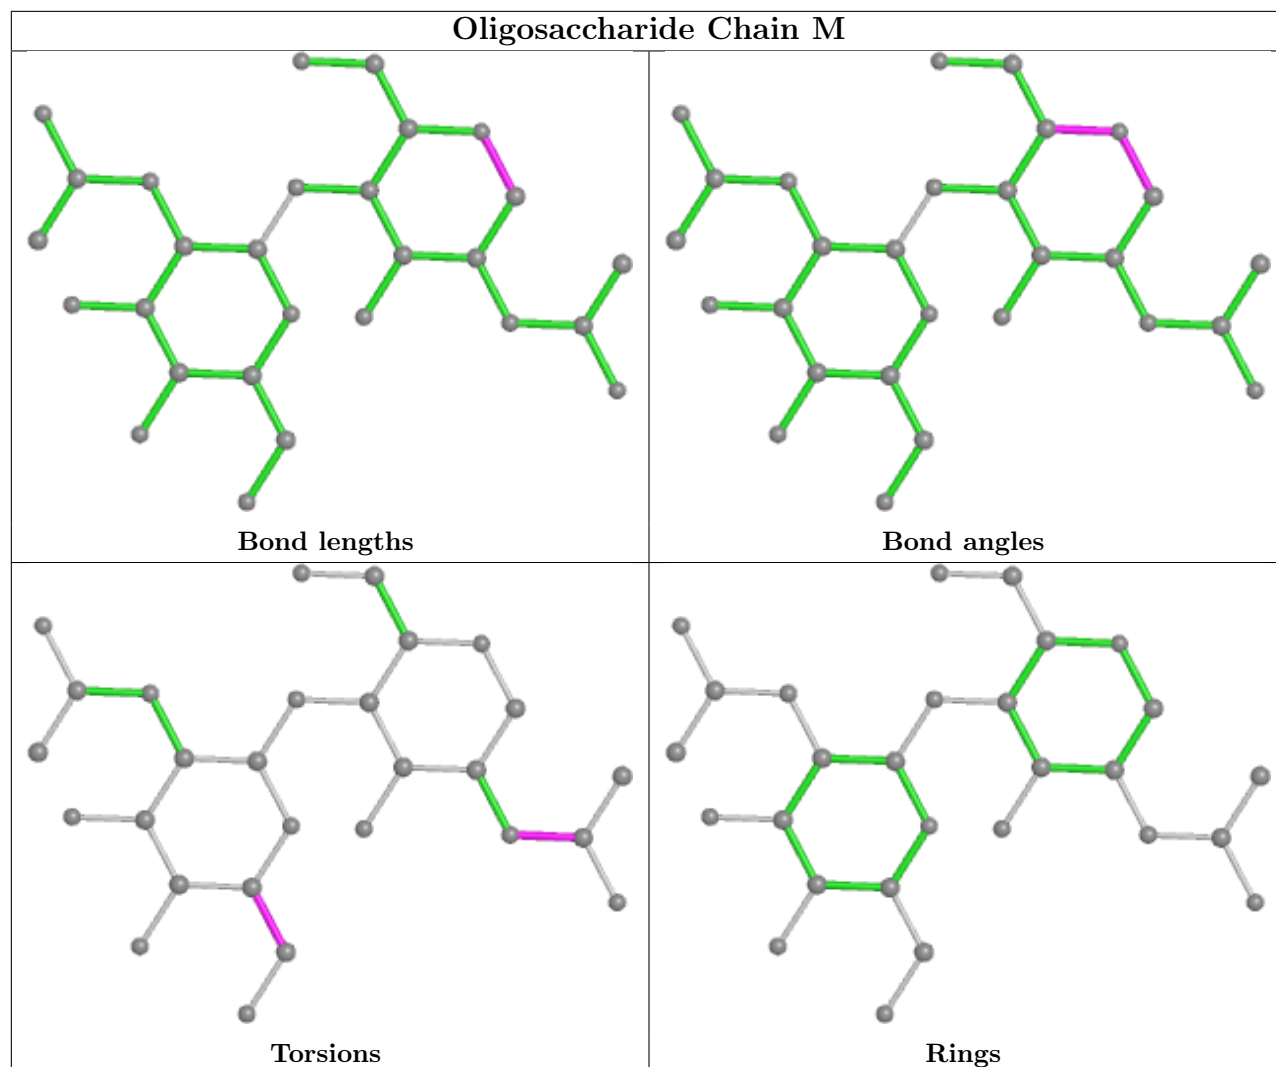 Oligosaccharide Chain M
Bond lengths
Bond angles
Torsions
Rings